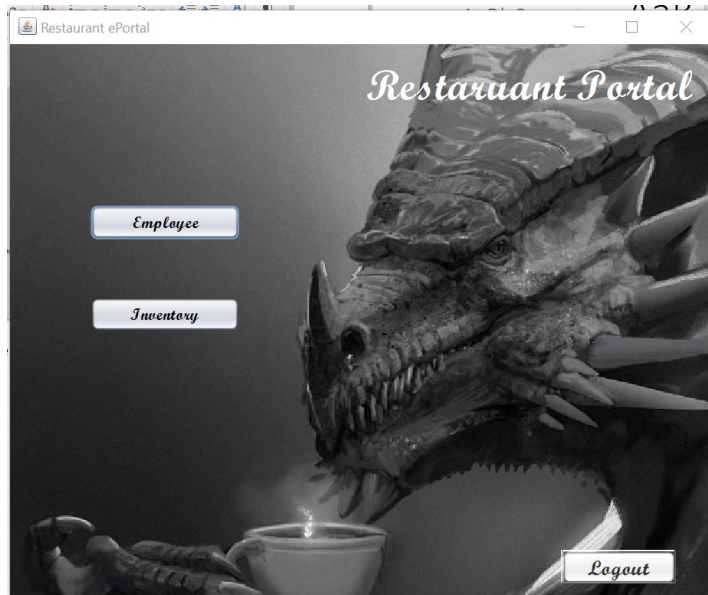 Restaurant ePortal
Restaruant Portal
Employee
Inventory
Logout